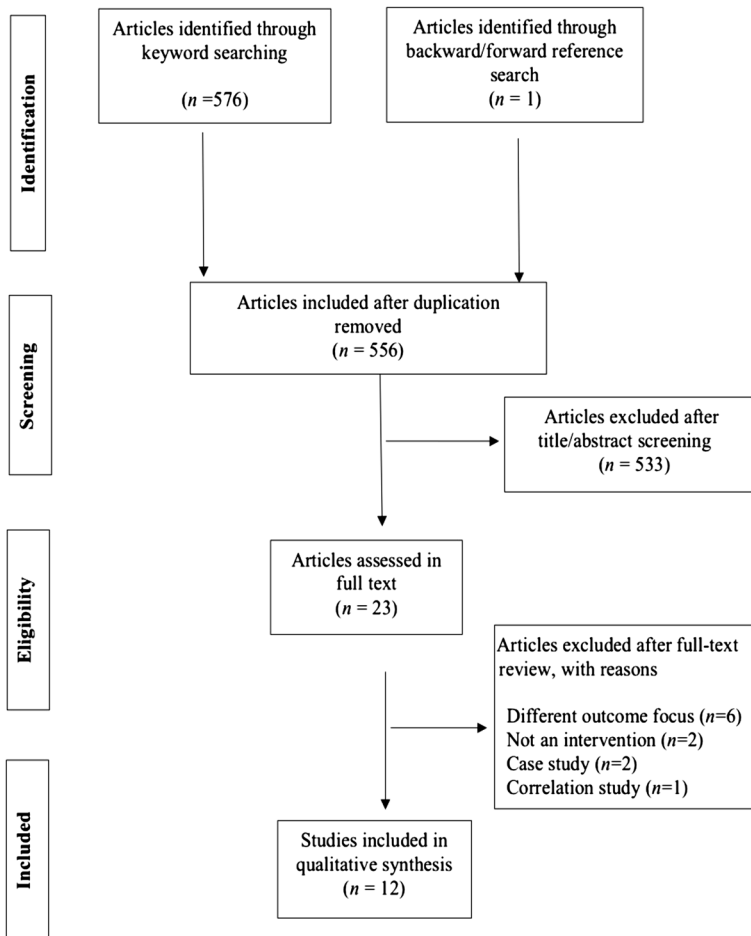 Identification
Articles identified through
keyword searching
(n =576)
Articles identified through
backward/forward reference
search
(n = 1)
Screening
Articles included after duplication
removed
(n = 556)
Articles excluded after
title/abstract screening
(n = 533)
Eligibility
Articles assessed in
full text
(n = 23)
Articles excluded after full-text
review, with reasons
Different outcome focus (n=6)
Not an intervention (n=2)
Case study (n=2)
Correlation study (n=1)
Included
Studies included in
qualitative synthesis
(n = 12)